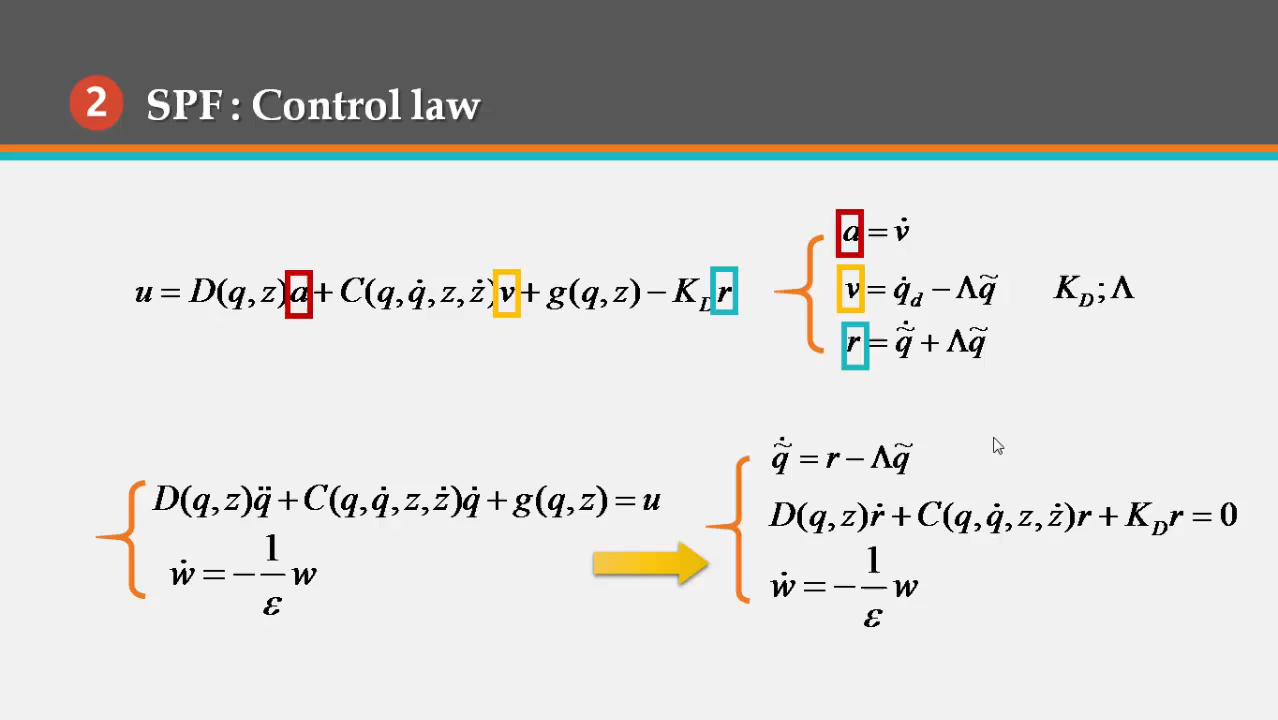 2 SPF : Control law
u = D(q, z)a + C(q, q̇, z, ż)v + g(q, z) − K_D r
a = v̇
v = q̇_d − Λq̃
K_D ; Λ
r = q̃̇ + Λq̃
D(q, z)q̈ + C(q, q̇, z, ż)q̇ + g(q, z) = u
ẇ = −1/ε w
q̃̇ = r − Λq̃
D(q, z)ṙ + C(q, q̇, z, ż)r + K_D r = 0
ẇ = −1/ε w